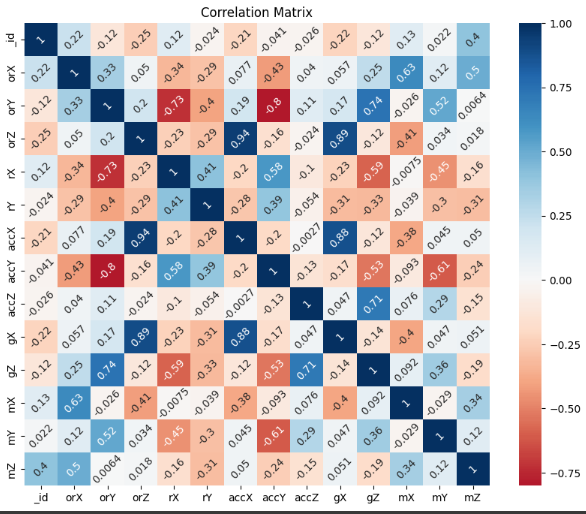 Correlation Matrix
_id 1 0.22 -0.12 -0.25 0.12 -0.024 -0.21 -0.041 -0.026 -0.22 -0.12 0.13 0.022 0.4
orX 0.22 1 0.33 0.05 -0.34 -0.29 0.077 -0.43 0.04 0.057 0.25 0.63 0.12 0.5
orY -0.12 0.33 1 0.2 -0.73 -0.4 0.19 -0.8 0.11 0.17 0.74 -0.026 0.52 0.0064
orZ -0.25 0.05 0.2 1 -0.23 -0.29 0.94 -0.16 -0.024 0.89 -0.12 -0.41 0.034 0.018
rX 0.12 -0.34 -0.73 -0.23 1 0.41 -0.2 0.58 -0.1 -0.23 -0.59 -0.0075 -0.45 -0.16
rY -0.024 -0.29 -0.4 -0.29 0.41 1 -0.28 0.39 -0.054 -0.31 -0.33 -0.039 -0.3 -0.31
accX -0.21 0.077 0.19 0.94 -0.2 -0.28 1 -0.2 -0.0027 0.88 -0.12 -0.38 0.045 0.05
accY -0.041 -0.43 -0.8 -0.16 0.58 0.39 -0.2 1 -0.13 -0.17 -0.53 -0.093 -0.61 -0.24
accZ -0.026 0.04 0.11 -0.024 -0.1 -0.054 -0.0027 -0.13 1 0.047 0.71 0.076 0.29 -0.15
gX -0.22 0.057 0.17 0.89 -0.23 -0.31 0.88 -0.17 0.047 1 -0.14 -0.4 0.047 0.051
gZ -0.12 0.25 0.74 -0.12 -0.59 -0.33 -0.12 -0.53 0.71 -0.14 1 0.092 0.36 -0.19
mX 0.13 0.63 -0.026 -0.41 -0.0075 -0.039 -0.38 -0.093 0.076 -0.4 0.092 1 -0.029 0.34
mY 0.022 0.12 0.52 0.034 -0.45 -0.3 0.045 -0.61 0.29 0.047 0.36 -0.029 1 0.12
mZ 0.4 0.5 0.0064 0.018 -0.16 -0.31 0.05 -0.24 -0.15 0.051 -0.19 0.34 0.12 1
_id orX orY orZ rX rY accX accY accZ gX gZ mX mY mZ
1.00
0.75
0.50
0.25
0.00
−0.25
−0.50
−0.75